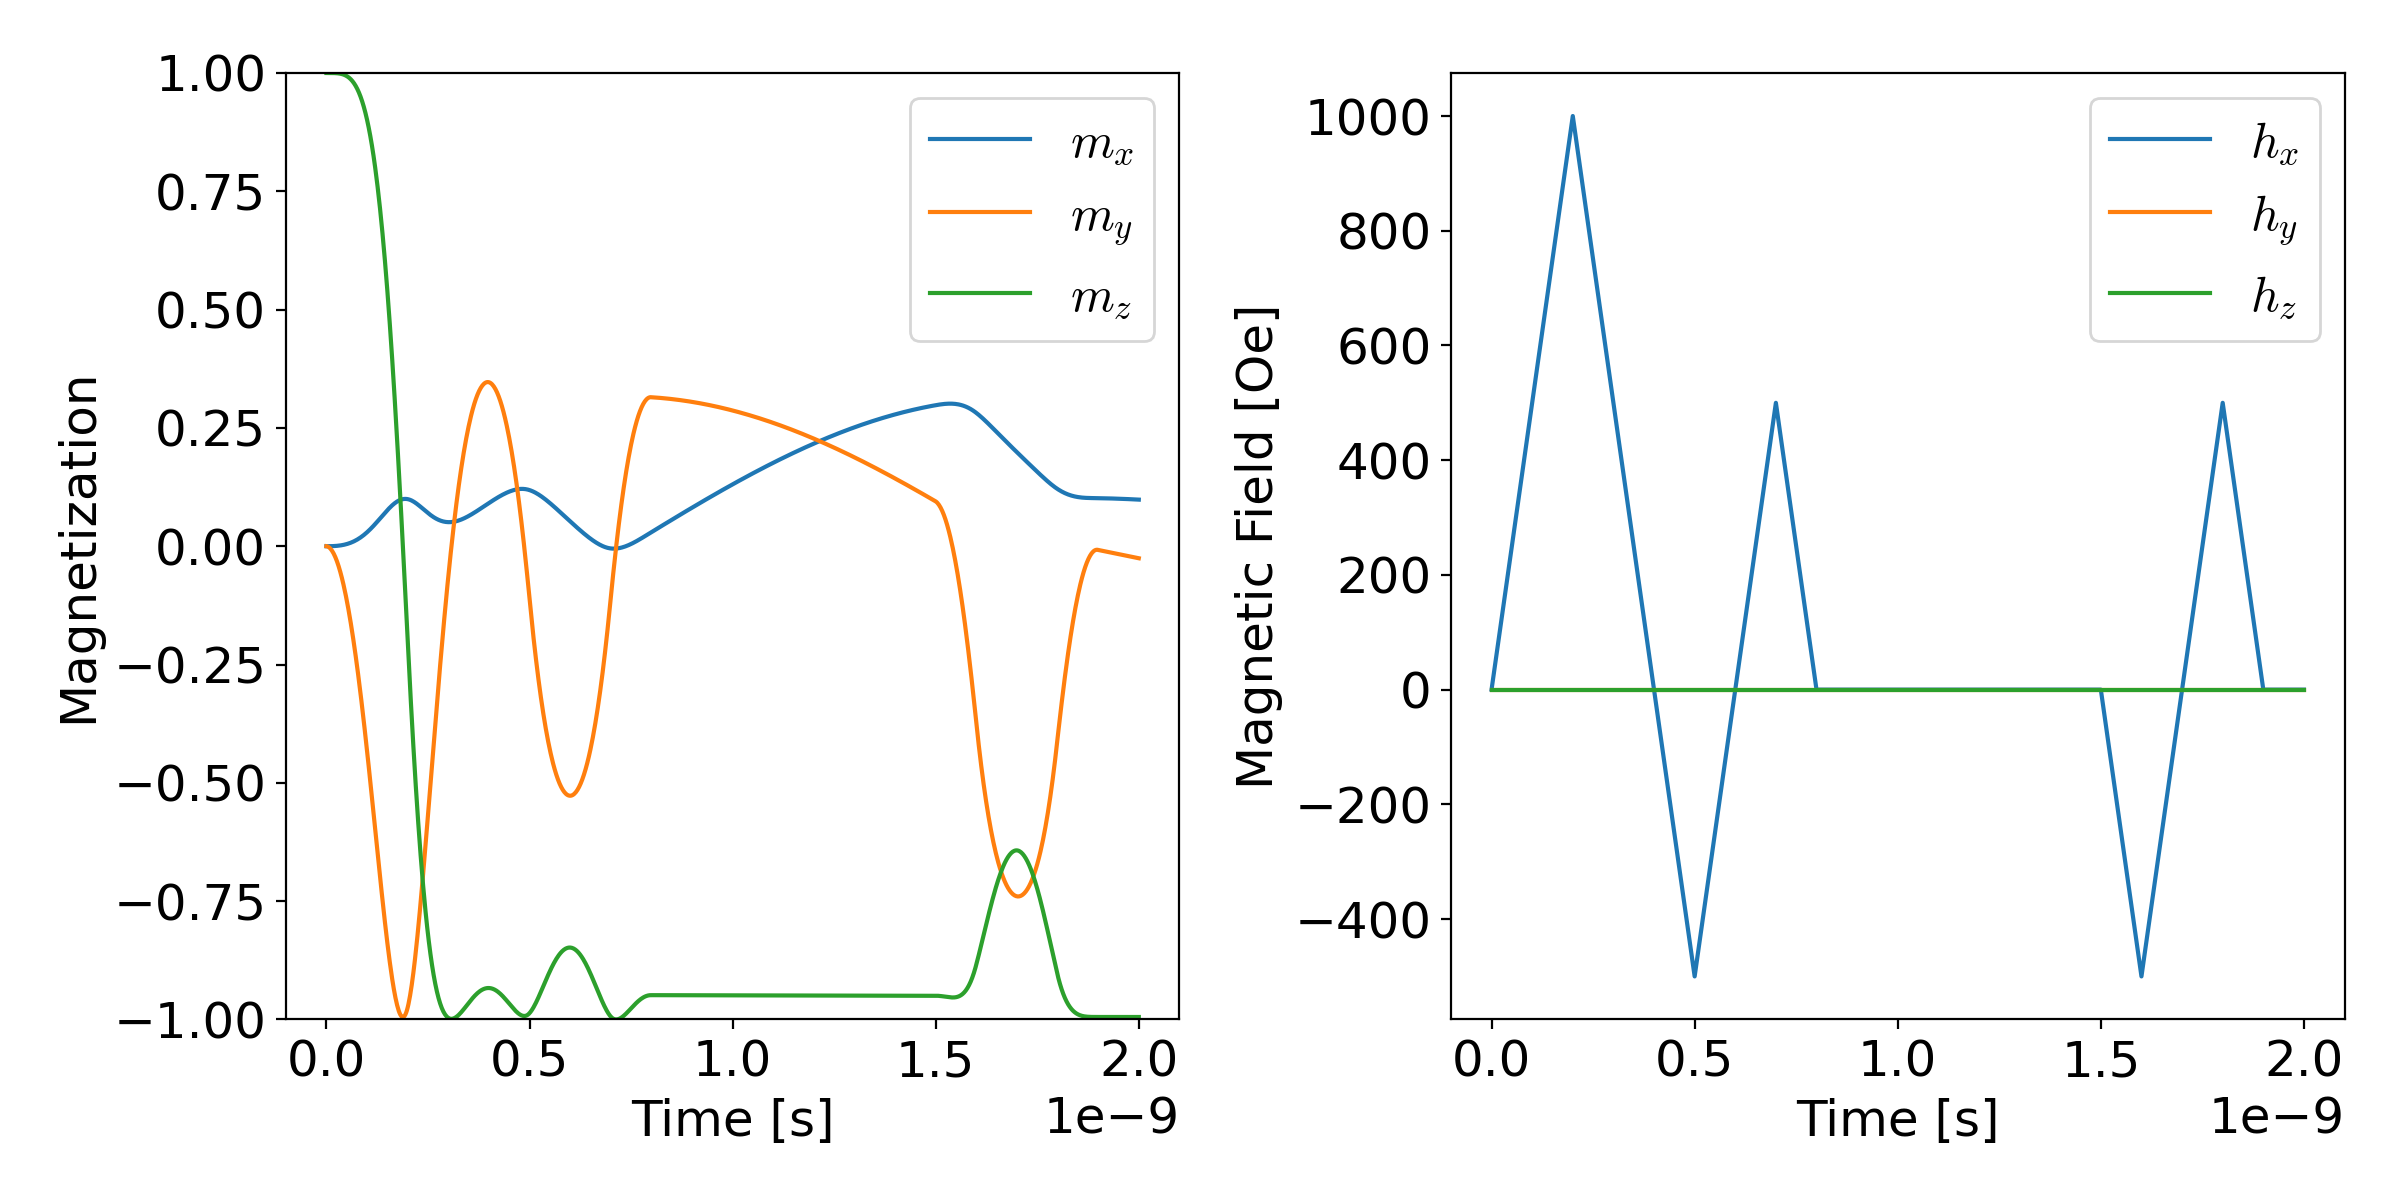 Magnetization
1.00
0.75
0.50
0.25
0.00
−0.25
−0.50
−0.75
−1.00
0.0 0.5 1.0 1.5 2.0
Time [s]
1e−9
m_x
m_y
m_z
Magnetic Field [Oe]
1000
800
600
400
200
0
−200
−400
0.0 0.5 1.0 1.5 2.0
Time [s]
1e−9
h_x
h_y
h_z